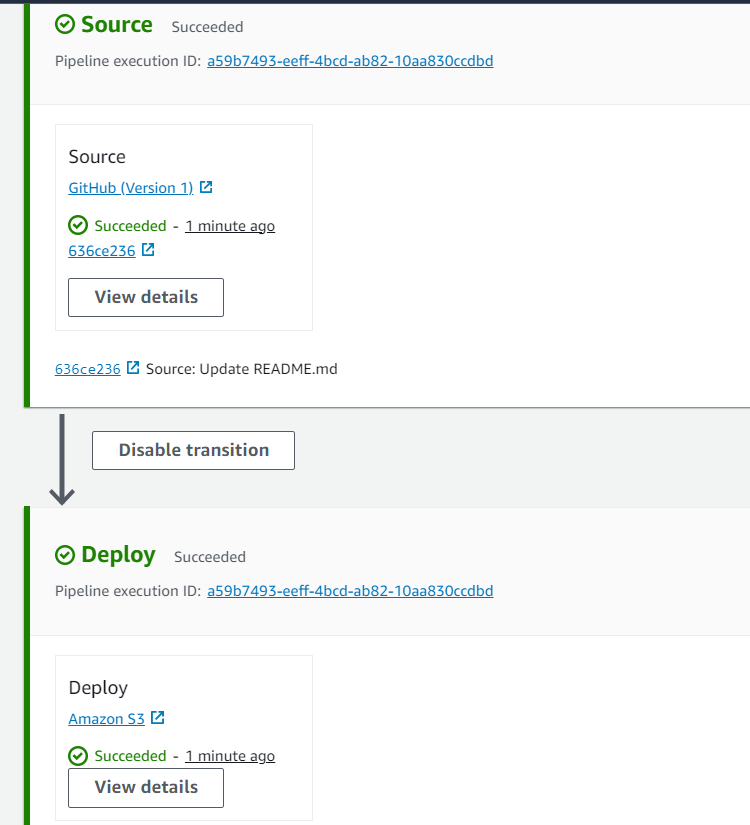 Source Succeeded
Pipeline execution ID: a59b7493-eeff-4bcd-ab82-10aa830ccdbd
Source
GitHub (Version 1)
Succeeded - 1 minute ago
636ce236
View details
636ce236 Source: Update README.md
Disable transition
Deploy Succeeded
Pipeline execution ID: a59b7493-eeff-4bcd-ab82-10aa830ccdbd
Deploy
Amazon S3
Succeeded - 1 minute ago
View details